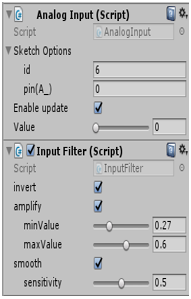 Analog Input (Script)
Script AnalogInput
Sketch Options
id 6
pin(A_) 0
Enable update
Value 0
Input Filter (Script)
Script InputFilter
invert
amplify
minValue 0.27
maxValue 0.6
smooth
sensitivity 0.5